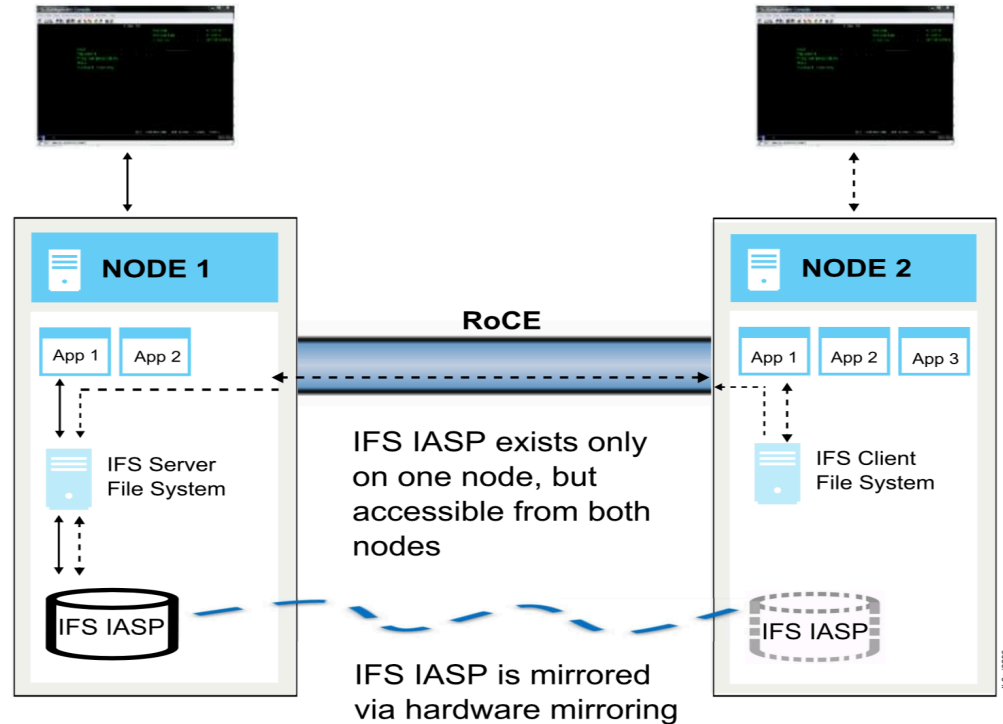 NODE 1
NODE 2
RoCE
App 1
App 2
App 1
App 2
App 3
IFS Server
File System
IFS IASP exists only
on one node, but
accessible from both
nodes
IFS Client
File System
IFS IASP
IFS IASP
IFS IASP is mirrored
via hardware mirroring